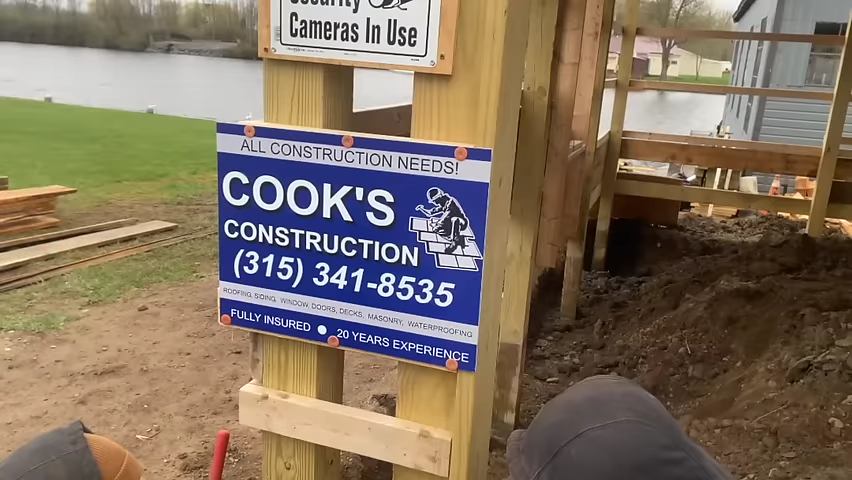 Security
Cameras In Use
ALL CONSTRUCTION NEEDS!
COOK'S
CONSTRUCTION
(315) 341-8535
ROOFING, SIDING, WINDOW, DOORS, DECKS, MASONRY, WATERPROOFING
FULLY INSURED ● 20 YEARS EXPERIENCE